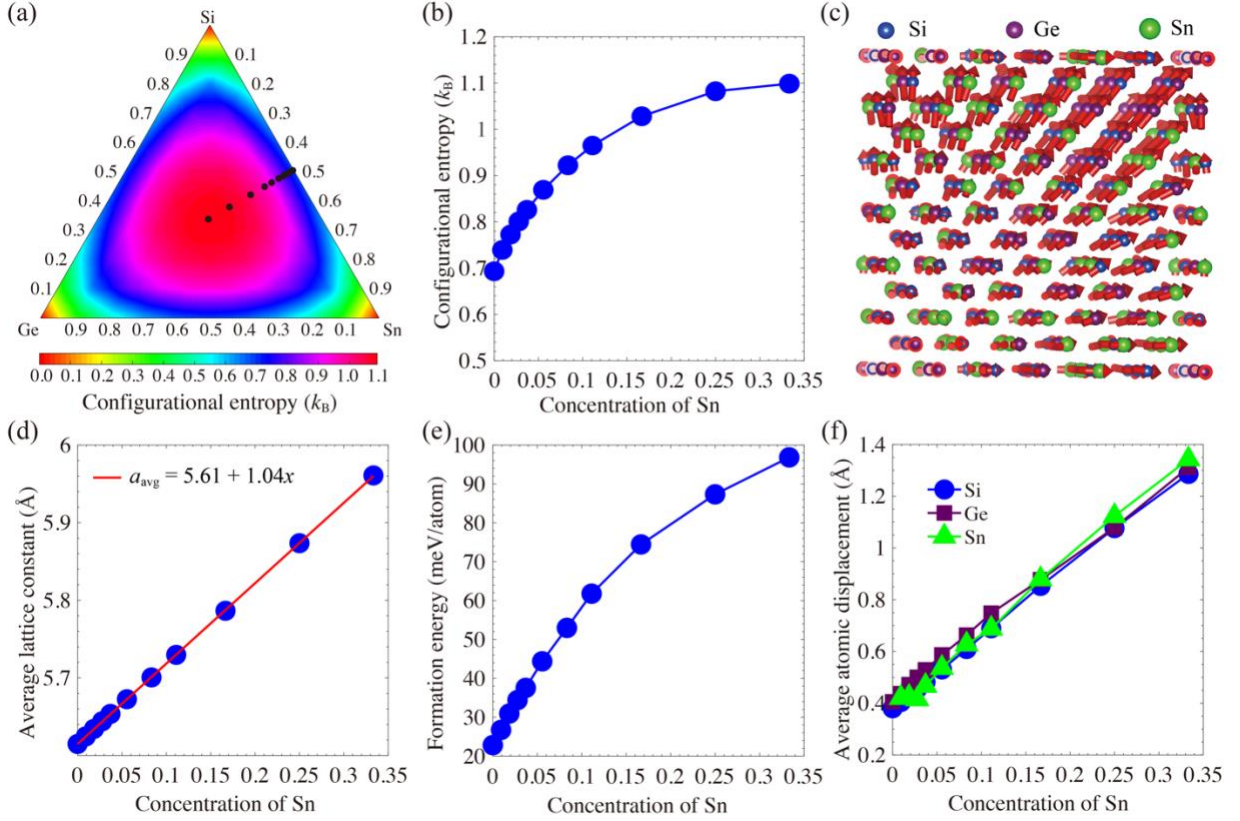 (a)
Si
0.9 0.1
0.8 0.2
0.7 0.3
0.6 0.4
0.5 0.5
0.4 0.6
0.3 0.7
0.2 0.8
0.1 0.9
Ge 0.9 0.8 0.7 0.6 0.5 0.4 0.3 0.2 0.1 Sn
0.0 0.1 0.2 0.3 0.4 0.5 0.6 0.7 0.8 0.9 1.0 1.1
Configurational entropy (kB)
(b)
1.2
1.1
1
0.9
0.8
0.7
0.6
0.5
Configurational entropy (kB)
0 0.05 0.1 0.15 0.2 0.25 0.3 0.35
Concentration of Sn
(c)
Si Ge Sn
(d)
6
5.9
5.8
5.7
Average lattice constant (Å)
aavg = 5.61 + 1.04x
0 0.05 0.1 0.15 0.2 0.25 0.3 0.35
Concentration of Sn
(e)
100
90
80
70
60
50
40
30
20
Formation energy (meV/atom)
0 0.05 0.1 0.15 0.2 0.25 0.3 0.35
Concentration of Sn
(f)
1.4
1.2
1
0.8
0.6
0.4
0.2
Average atomic displacement (Å)
Si
Ge
Sn
0 0.05 0.1 0.15 0.2 0.25 0.3 0.35
Concentration of Sn